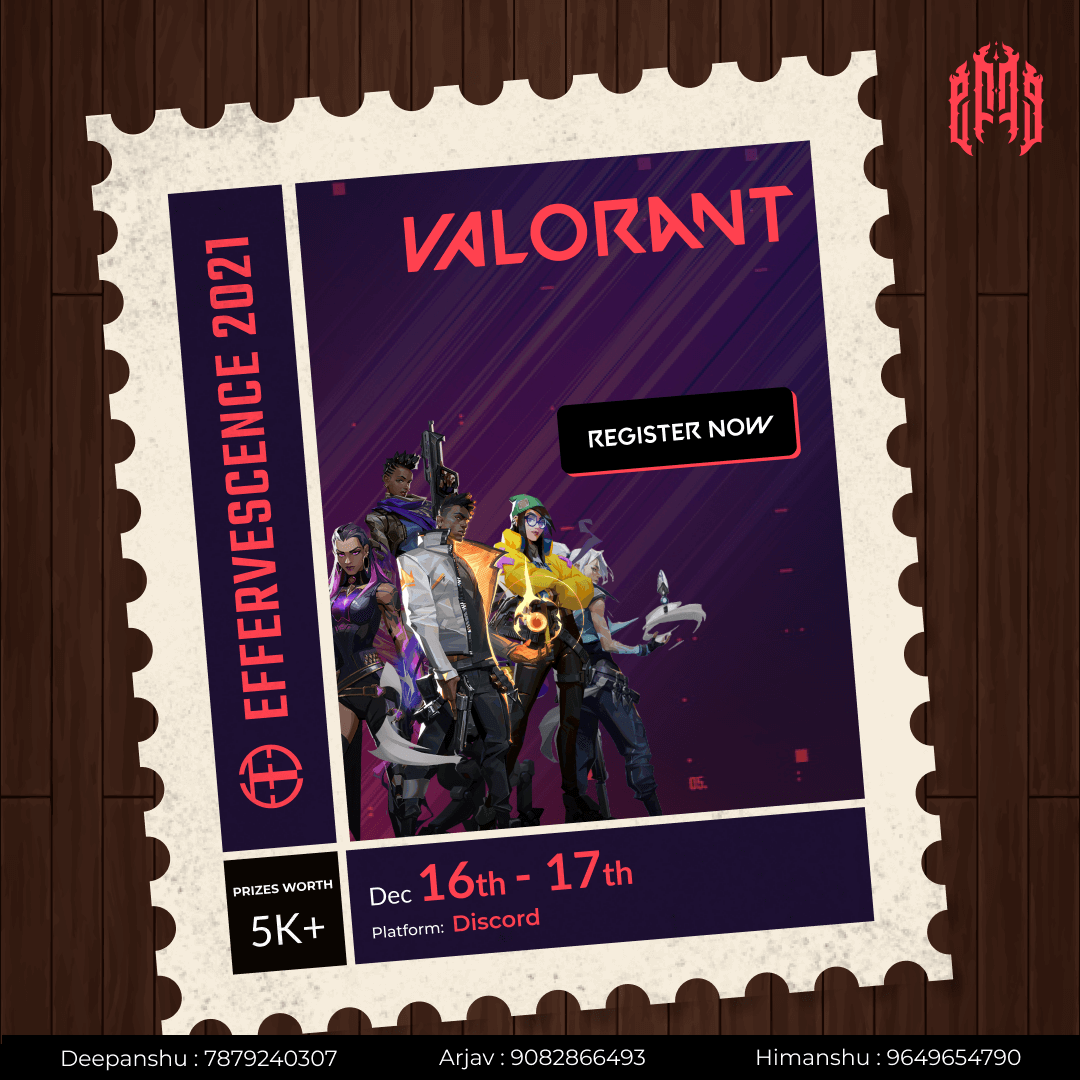 VALORANT
EFFERVESCENCE 2021
REGISTER NOW
PRIZES WORTH
5K+
Dec 16th - 17th
Platform: Discord
Deepanshu : 7879240307
Arjav : 9082866493
Himanshu : 9649654790